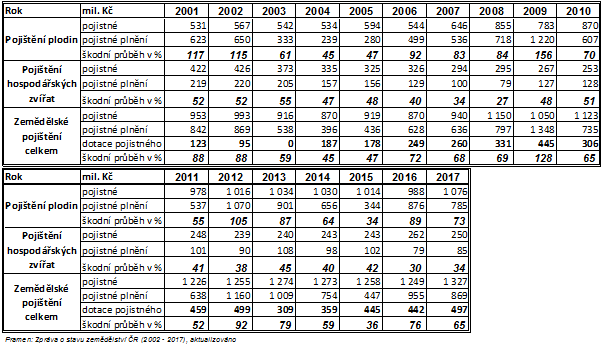 Rok mil. Kč 2001 2002 2003 2004 2005 2006 2007 2008 2009 2010
Pojištění plodin pojistné 531 567 542 534 594 544 646 855 783 870
pojistné plnění 623 650 333 239 280 499 536 718 1 220 607
škodní průběh v % 117 115 61 45 47 92 83 84 156 70
Pojištění hospodářských zvířat pojistné 422 426 373 335 325 326 294 295 267 253
pojistné plnění 219 220 205 157 156 129 100 79 127 128
škodní průběh v % 52 52 55 47 48 40 34 27 48 51
Zemědělské pojištění celkem pojistné 953 993 916 870 919 870 940 1 150 1 050 1 123
pojistné plnění 842 869 538 396 436 628 636 797 1 348 735
dotace pojistného 123 95 0 187 178 249 260 331 445 306
škodní průběh v % 88 88 59 45 47 72 68 69 128 65
Rok mil. Kč 2011 2012 2013 2014 2015 2016 2017
Pojištění plodin pojistné 978 1 016 1 034 1 030 1 014 988 1 076
pojistné plnění 537 1 070 901 656 344 876 785
škodní průběh v % 55 105 87 64 34 89 73
Pojištění hospodářských zvířat pojistné 248 239 240 243 243 262 250
pojistné plnění 101 90 108 98 102 79 85
škodní průběh v % 41 38 45 40 42 30 34
Zemědělské pojištění celkem pojistné 1 226 1 255 1 274 1 273 1 258 1 249 1 327
pojistné plnění 638 1 160 1 009 754 447 955 869
dotace pojistného 459 499 309 359 445 442 497
škodní průběh v % 52 92 79 59 36 76 65
Pramen: Zpráva o stavu zemědělství ČR (2002 - 2017), aktualizováno